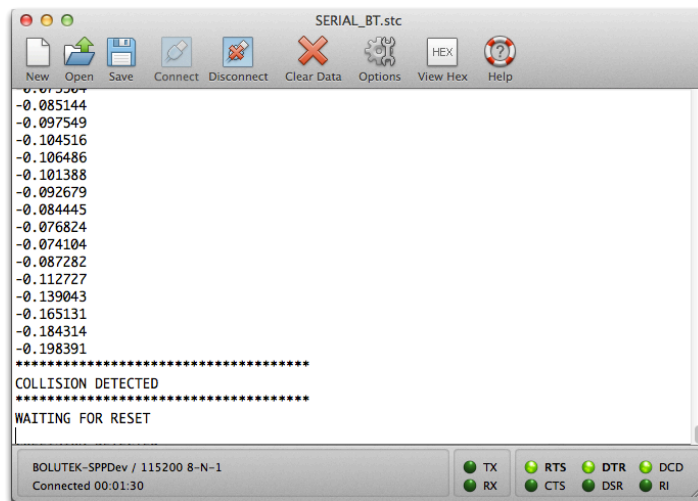 SERIAL_BT.stc
HEX
New Open Save Connect Disconnect Clear Data Options View Hex Help
-0.085144
-0.097549
-0.104516
-0.106486
-0.101388
-0.092679
-0.084445
-0.076824
-0.074104
-0.087282
-0.112727
-0.139043
-0.165131
-0.184314
-0.198391
*************************************
COLLISION DETECTED
*************************************
WAITING FOR RESET
BOLUTEK-SPPDev / 115200 8-N-1
Connected 00:01:30
TX RTS DTR DCD
RX CTS DSR RI